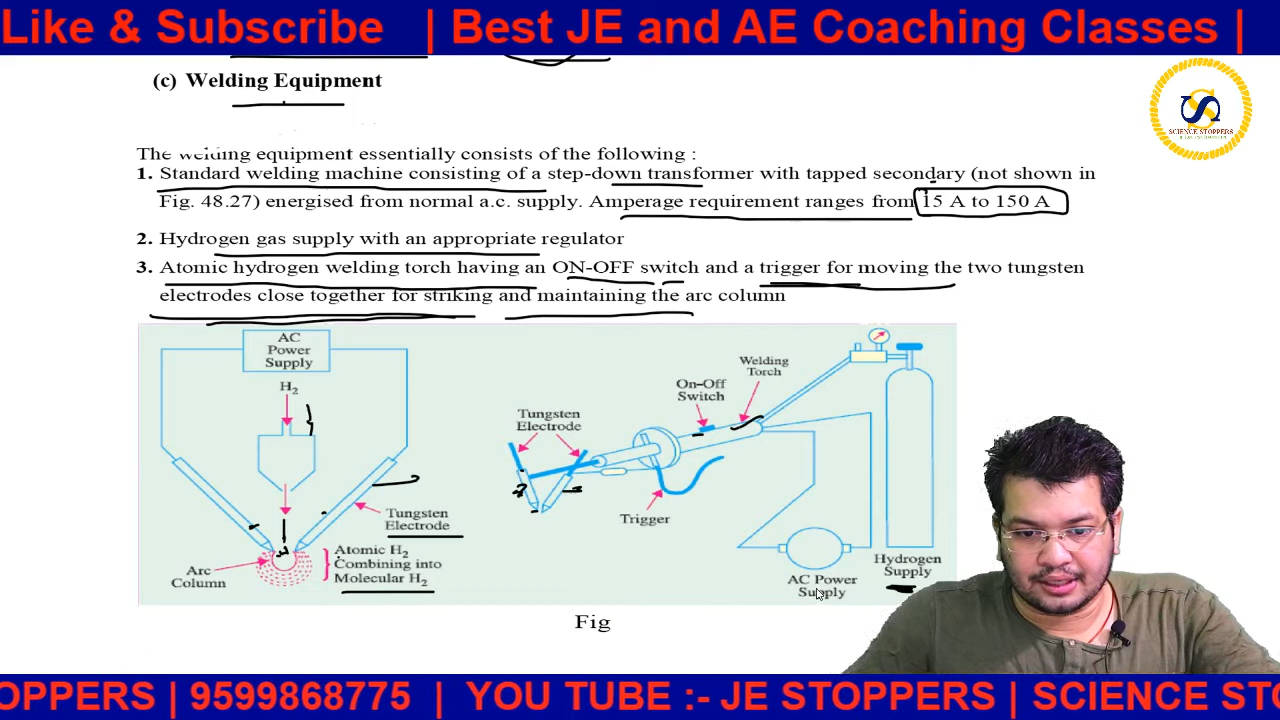 Like & Subscribe | Best JE and AE Coaching Classes |
(c) Welding Equipment
SCIENCE STOPPERS
The welding equipment essentially consists of the following :
1. Standard welding machine consisting of a step-down transformer with tapped secondary (not shown in
Fig. 48.27) energised from normal a.c. supply. Amperage requirement ranges from 15 A to 150 A
2. Hydrogen gas supply with an appropriate regulator
3. Atomic hydrogen welding torch having an ON-OFF switch and a trigger for moving the two tungsten
electrodes close together for striking and maintaining the arc column
AC
Power
Supply
H2
Tungsten
Electrode
Arc
Column
Atomic H2
Combining into
Molecular H2
Tungsten
Electrode
On–Off
Switch
Welding
Torch
Trigger
AC Power
Supply
Hydrogen
Supply
Fig
OPPERS | 9599868775 | YOU TUBE :- JE STOPPERS | SCIENCE STO